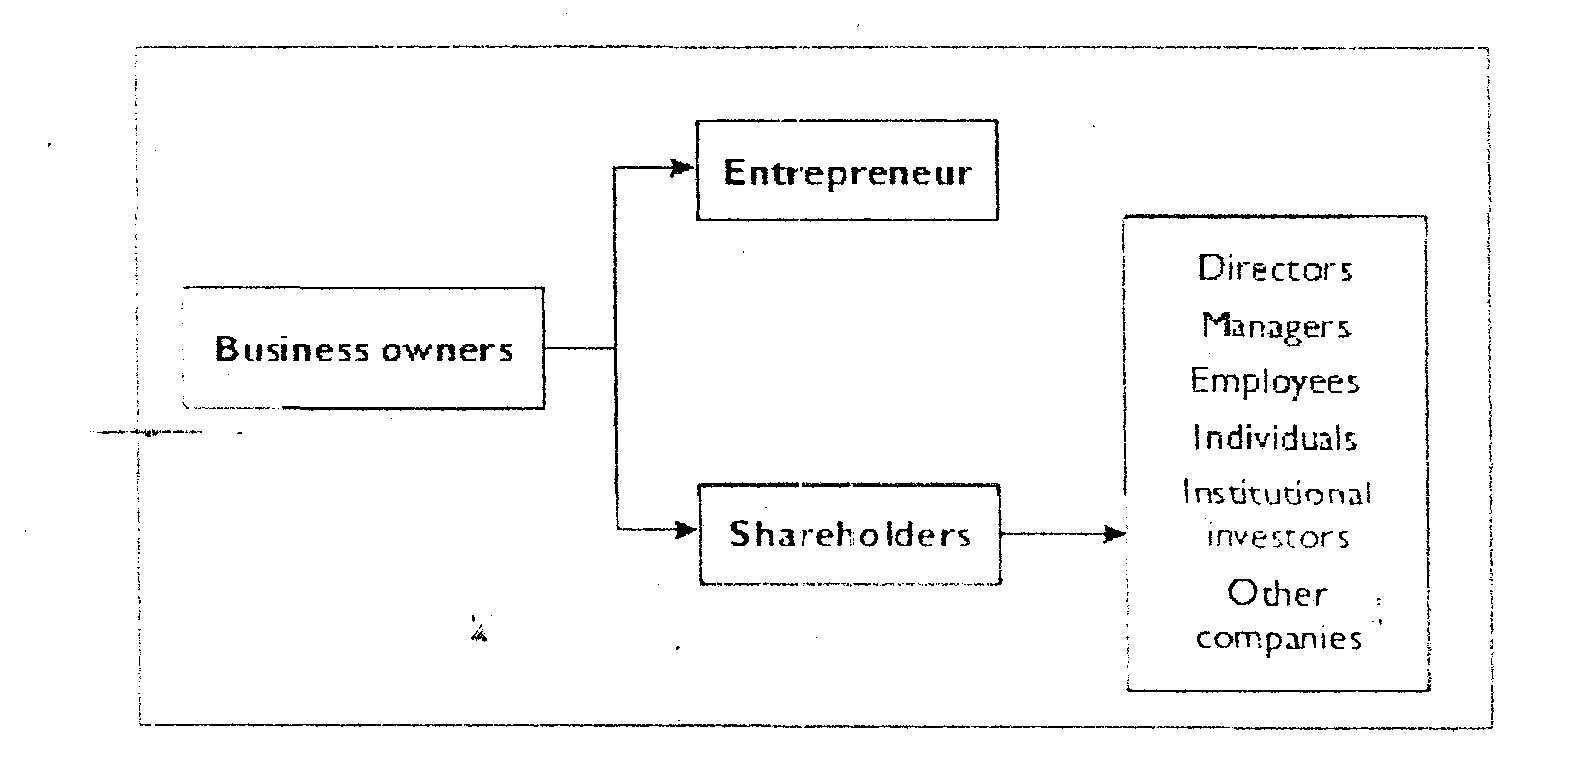 Entrepreneur
Business owners
Shareholders
Directors
Managers
Employees
Individuals
Institutional
investors
Other
companies